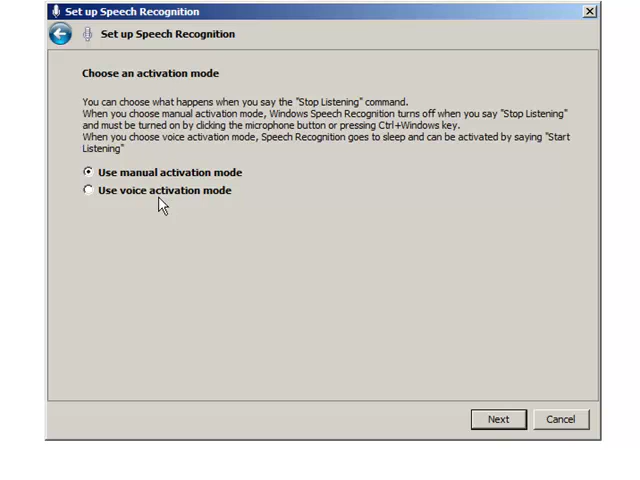 Set up Speech Recognition
Set up Speech Recognition
Choose an activation mode
You can choose what happens when you say the "Stop Listening" command.
When you choose manual activation mode, Windows Speech Recognition turns off when you say "Stop Listening"
and must be turned on by clicking the microphone button or pressing Ctrl+Windows key.
When you choose voice activation mode, Speech Recognition goes to sleep and can be activated by saying "Start
Listening"
Use manual activation mode
Use voice activation mode
Next
Cancel